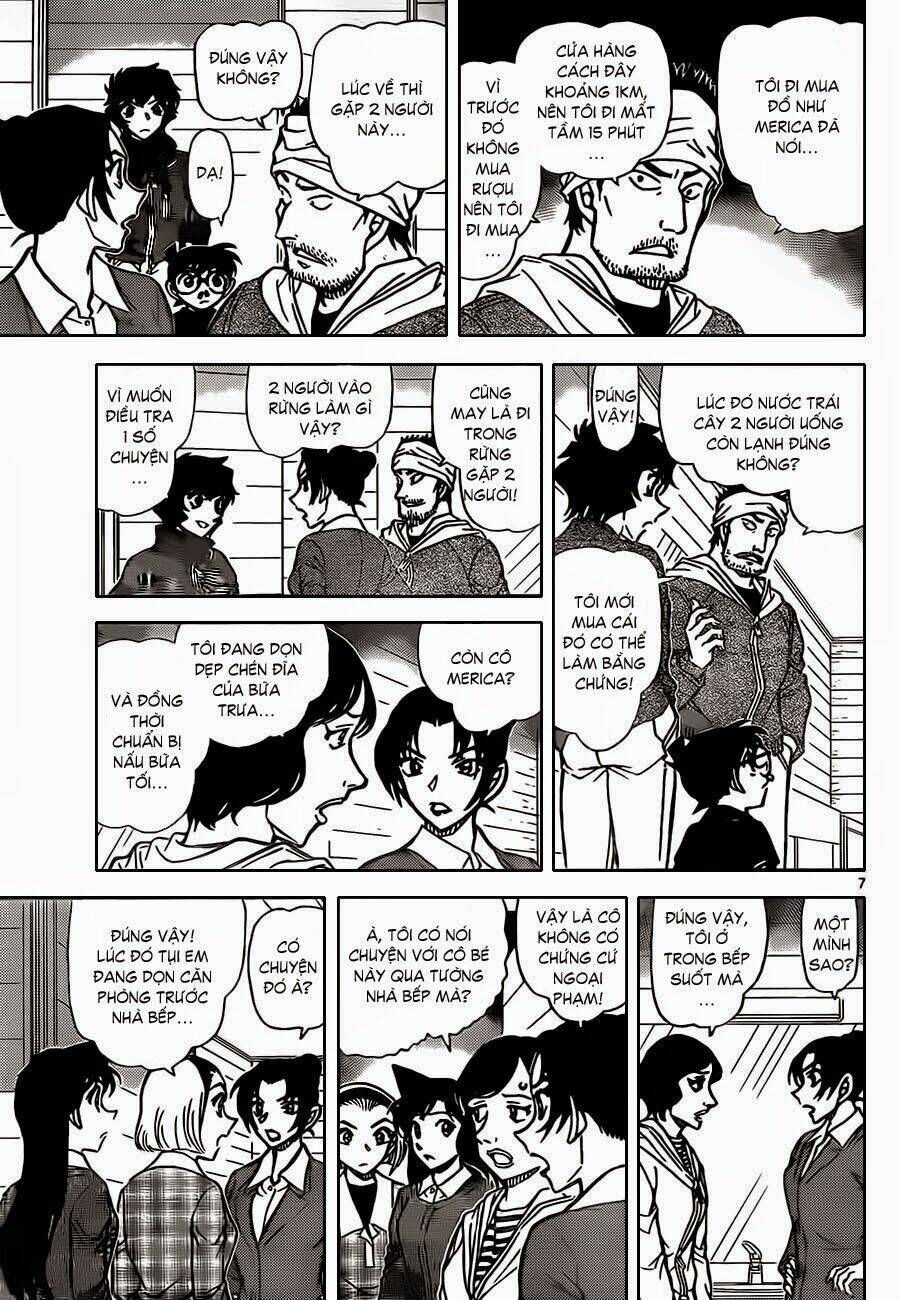 TÔI ĐI MUA
ĐỒ NHƯ
MERICA ĐÃ
NÓI...
CỬA HÀNG
CÁCH ĐÂY
KHOẢNG 1KM,
NÊN TÔI ĐI MẤT
TẦM 15 PHÚT
...
VÌ
TRƯỚC
ĐÓ KHÔNG
MUA RƯỢU
NÊN TÔI
ĐI MUA
...
LÚC VỀ THÌ
GẶP 2 NGƯỜI
NÀY...
ĐÚNG VẬY
KHÔNG?
DẠ!
LÚC ĐÓ NƯỚC TRÁI
CÂY 2 NGƯỜI UỐNG
CÒN LẠNH ĐÚNG
KHÔNG?
ĐÚNG
VẬY!
TÔI MỚI
MUA CÁI
ĐÓ CÓ THỂ
LÀM BẰNG
CHỨNG!
CŨNG
MAY LÀ ĐI
TRONG
RỪNG
GẶP 2
NGƯỜI!
2 NGƯỜI VÀO
RỪNG LÀM GÌ
VẬY?
VÌ MUỐN
ĐIỀU TRA
1 SỐ
CHUYỆN
...
CÒN CÔ
MERICA?
TÔI ĐANG DỌN
DẸP CHÉN ĐĨA
CỦA BỮA
TRƯA...
VÀ ĐỒNG
THỜI
CHUẨN BỊ
NẤU BỮA
TỐI...
7
MỘT
MÌNH
SAO?
ĐÚNG VẬY,
TÔI Ở
TRONG BẾP
SUỐT MÀ
...
VẬY LÀ CÔ
KHÔNG CÓ
CHỨNG CỨ
NGOẠI
PHẠM!
À, TÔI CÓ NÓI
CHUYỆN VỚI CÔ BÉ
NÀY QUA TƯỜNG
NHÀ BẾP MÀ?
CÓ
CHUYỆN
ĐÓ À?
ĐÚNG VẬY!
LÚC ĐÓ TỤI EM
ĐANG DỌN CĂN
PHÒNG TRƯỚC
NHÀ BẾP...